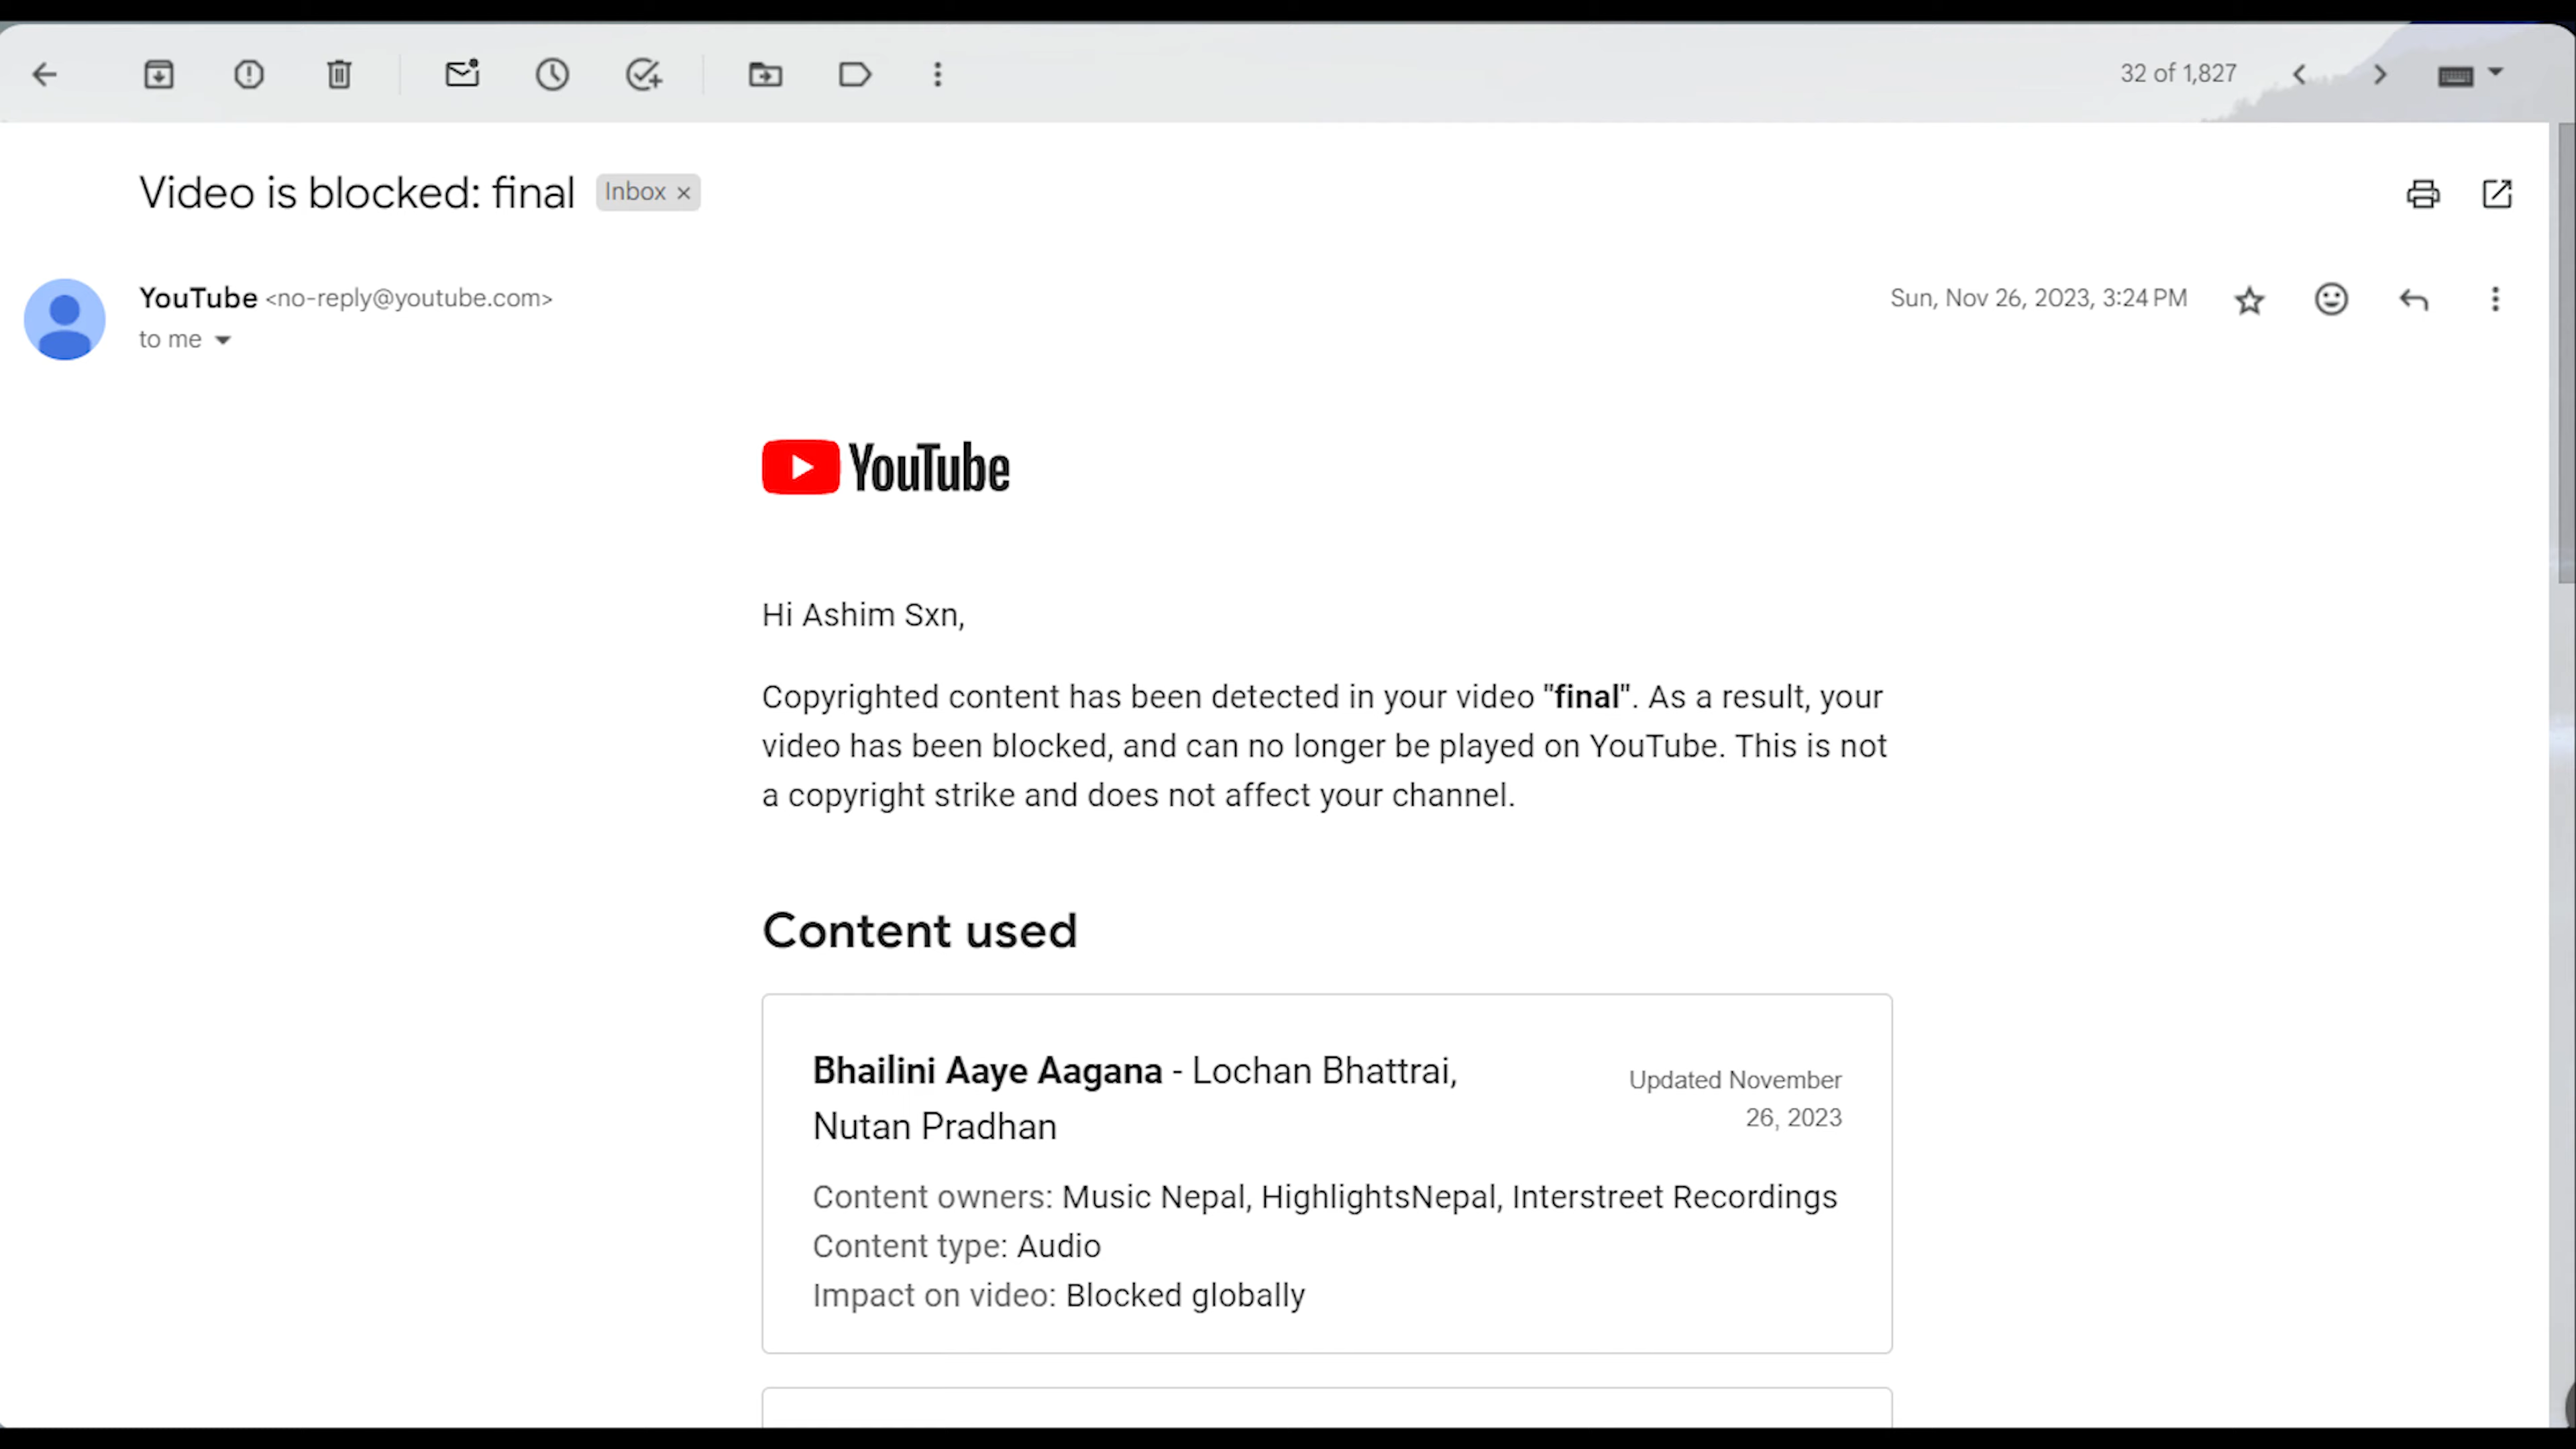 32 of 1,827
Video is blocked: final Inbox ×
YouTube <no-reply@youtube.com> Sun, Nov 26, 2023, 3:24 PM
to me
YouTube
Hi Ashim Sxn,
Copyrighted content has been detected in your video "final". As a result, your
video has been blocked, and can no longer be played on YouTube. This is not
a copyright strike and does not affect your channel.
Content used
Bhailini Aaye Aagana - Lochan Bhattrai,
Nutan Pradhan
Updated November
26, 2023
Content owners: Music Nepal, HighlightsNepal, Interstreet Recordings
Content type: Audio
Impact on video: Blocked globally